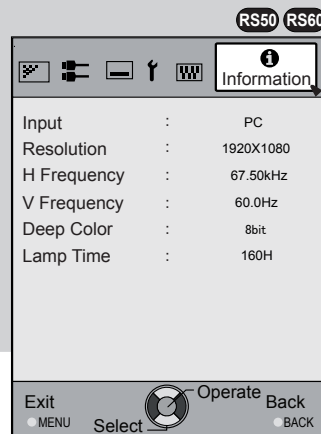 RS50 RS60
Information
Input : PC
Resolution : 1920X1080
H Frequency : 67.50kHz
V Frequency : 60.0Hz
Deep Color : 8bit
Lamp Time : 160H
Exit Operate Back
MENU Select BACK